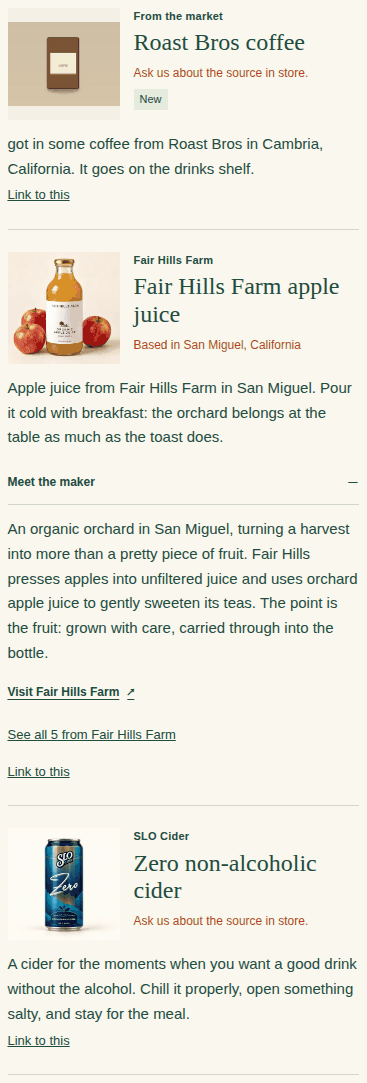 From the market
Roast Bros coffee
Ask us about the source in store.
New
got in some coffee from Roast Bros in Cambria,
California. It goes on the drinks shelf.
Link to this
Fair Hills Farm
Fair Hills Farm apple
juice
Based in San Miguel, California
Apple juice from Fair Hills Farm in San Miguel. Pour
it cold with breakfast: the orchard belongs at the
table as much as the toast does.
Meet the maker —
An organic orchard in San Miguel, turning a harvest
into more than a pretty piece of fruit. Fair Hills
presses apples into unfiltered juice and uses orchard
apple juice to gently sweeten its teas. The point is
the fruit: grown with care, carried through into the
bottle.
Visit Fair Hills Farm ↗
See all 5 from Fair Hills Farm
Link to this
SLO Cider
Zero non-alcoholic
cider
Ask us about the source in store.
SLO
Zero
A cider for the moments when you want a good drink
without the alcohol. Chill it properly, open something
salty, and stay for the meal.
Link to this